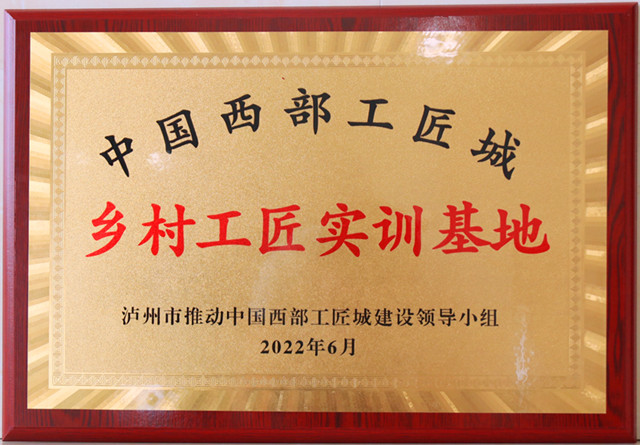 中国西部工匠城
乡村工匠实训基地
泸州市推动中国西部工匠城建设领导小组
2022年6月